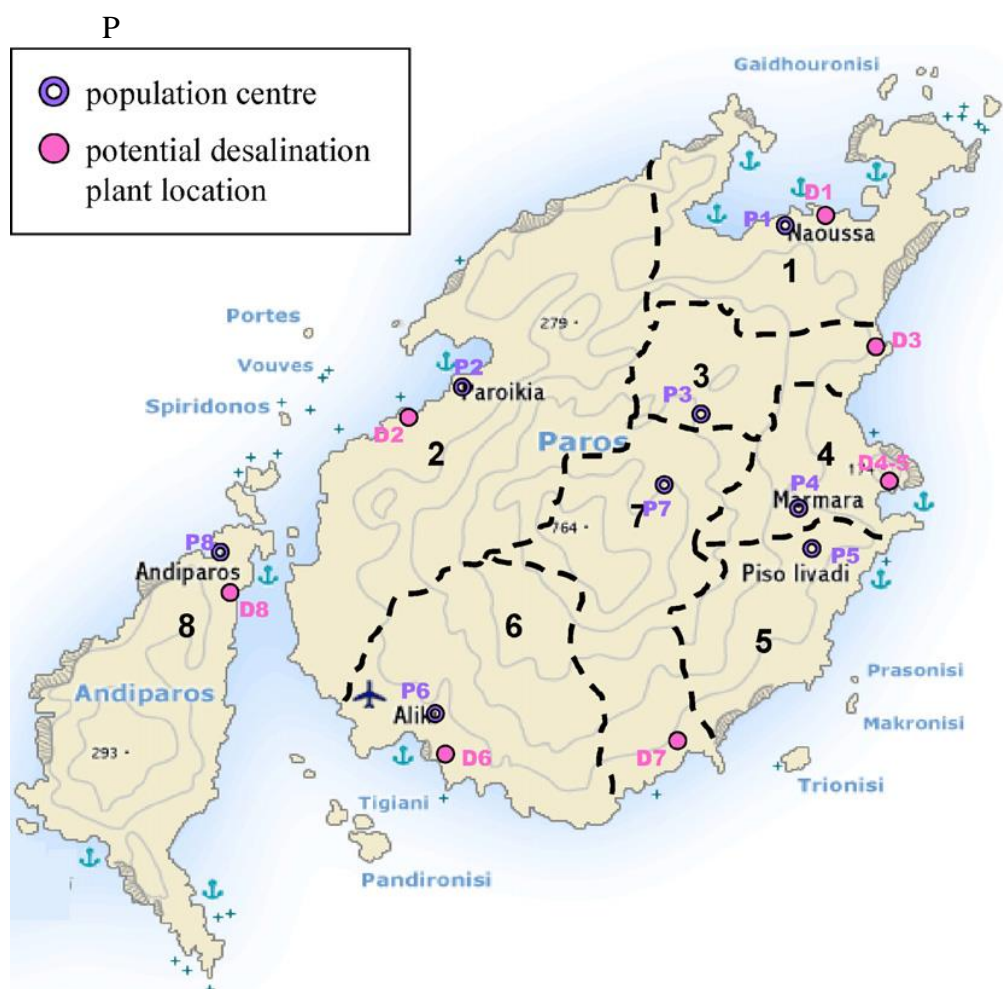 P
population centre
potential desalination
plant location
Gaidhouronisi
D1
P1
Naoussa
1
Portes
279
D3
Vouves
P2
Paroikia
3
Spiridonos
P3
D2
2
Paros
4
D4-5
P4
Marmara
7
P7
764
P8
Andiparos
Piso livadi
P5
D8
8
6
5
Andiparos
P6
Prasonisi
Makronisi
293
D6
D7
Trionisi
Tigiani
Pandironisi